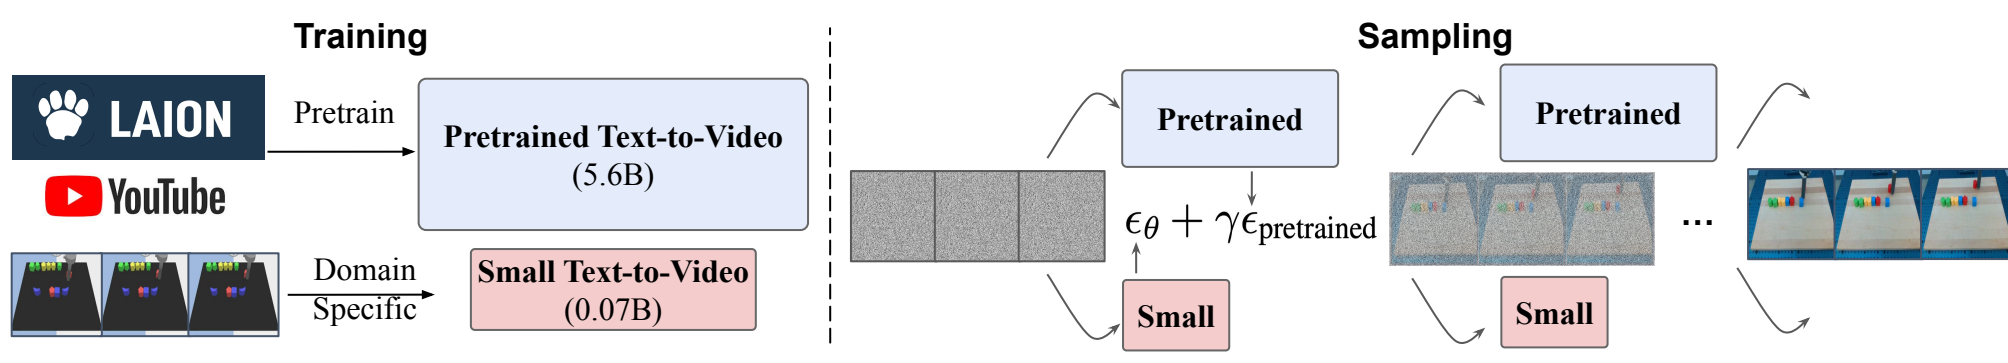 Training
LAION
Pretrain
Pretrained Text-to-Video
(5.6B)
YouTube
Domain
Specific
Small Text-to-Video
(0.07B)
Sampling
Pretrained
ϵθ + γϵpretrained
Small
Pretrained
...
Small